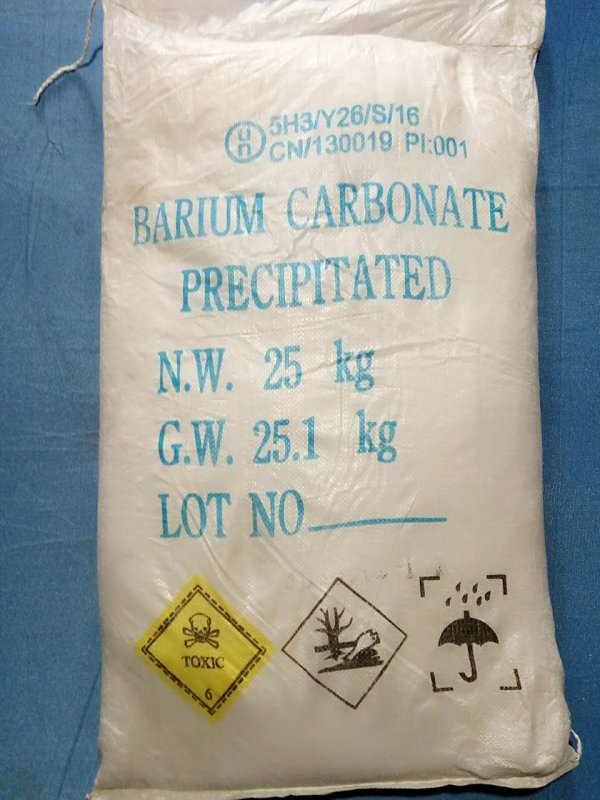 un 5H3/Y26/S/16
CN/130019 PI:001
BARIUM CARBONATE
PRECIPITATED
N.W. 25 kg
G.W. 25.1 kg
LOT NO
TOXIC
6